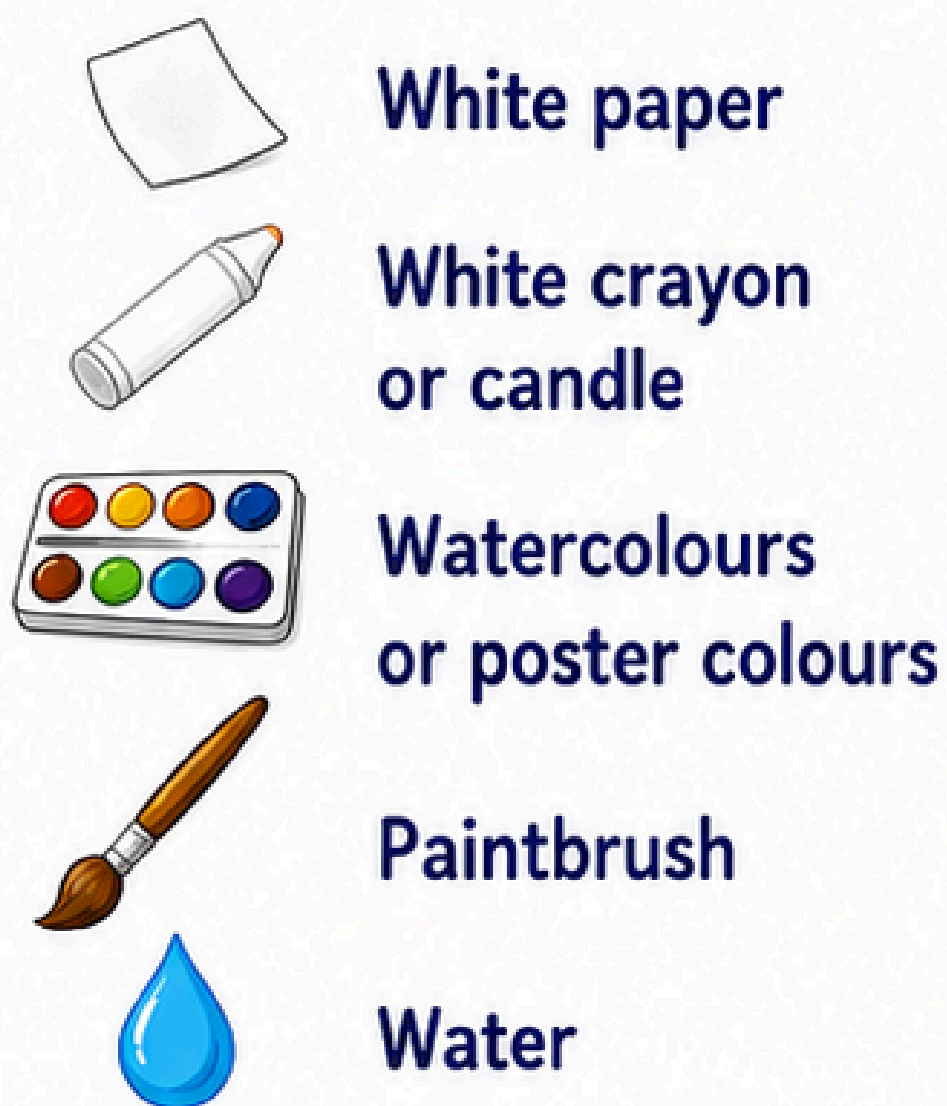 White paper
White crayon
or candle
Watercolours
or poster colours
Paintbrush
Water